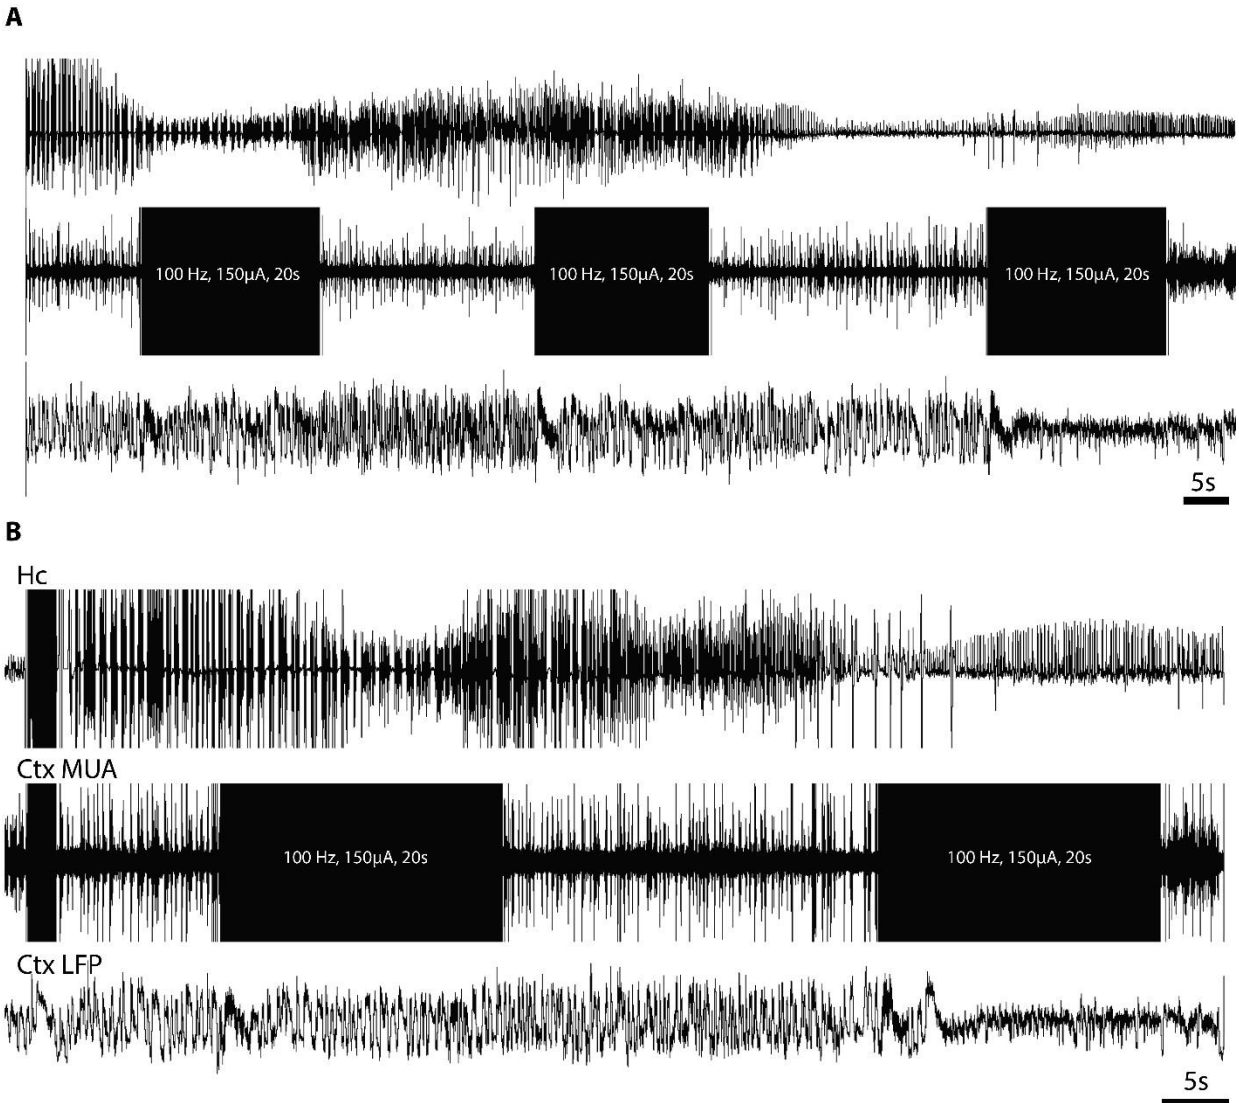 A
100 Hz, 150µA, 20s 100 Hz, 150µA, 20s 100 Hz, 150µA, 20s
5s
B
Hc
Ctx MUA
100 Hz, 150µA, 20s 100 Hz, 150µA, 20s
Ctx LFP
5s